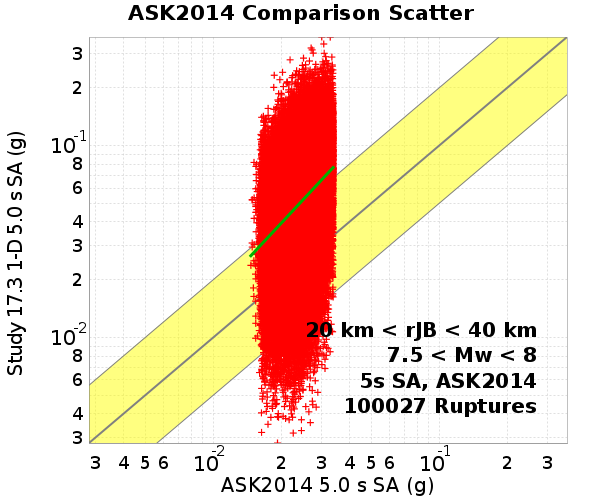 ASK2014 Comparison Scatter
Study 17.3 1-D 5.0 s SA (g)
3
2
10^-1
8
6
4
3
2
10^-2
8
6
4
3
20 km < rJB < 40 km
7.5 < Mw < 8
5s SA, ASK2014
100027 Ruptures
3 4 5 6 10^-2 2 3 4 5 6 10^-1 2 3
ASK2014 5.0 s SA (g)